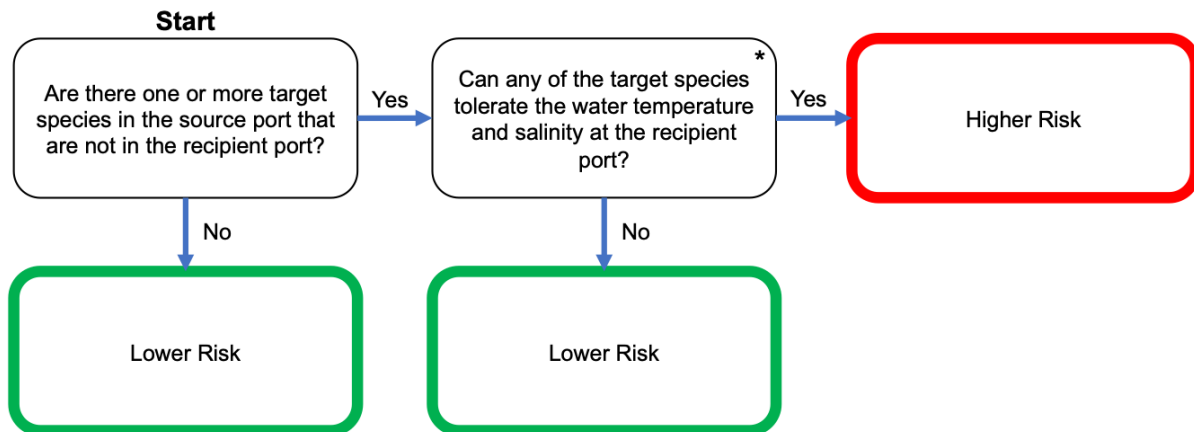 Start
Are there one or more target
species in the source port that
are not in the recipient port?
Yes
*
Can any of the target species
tolerate the water temperature
and salinity at the recipient
port?
Yes
Higher Risk
No
No
Lower Risk
Lower Risk